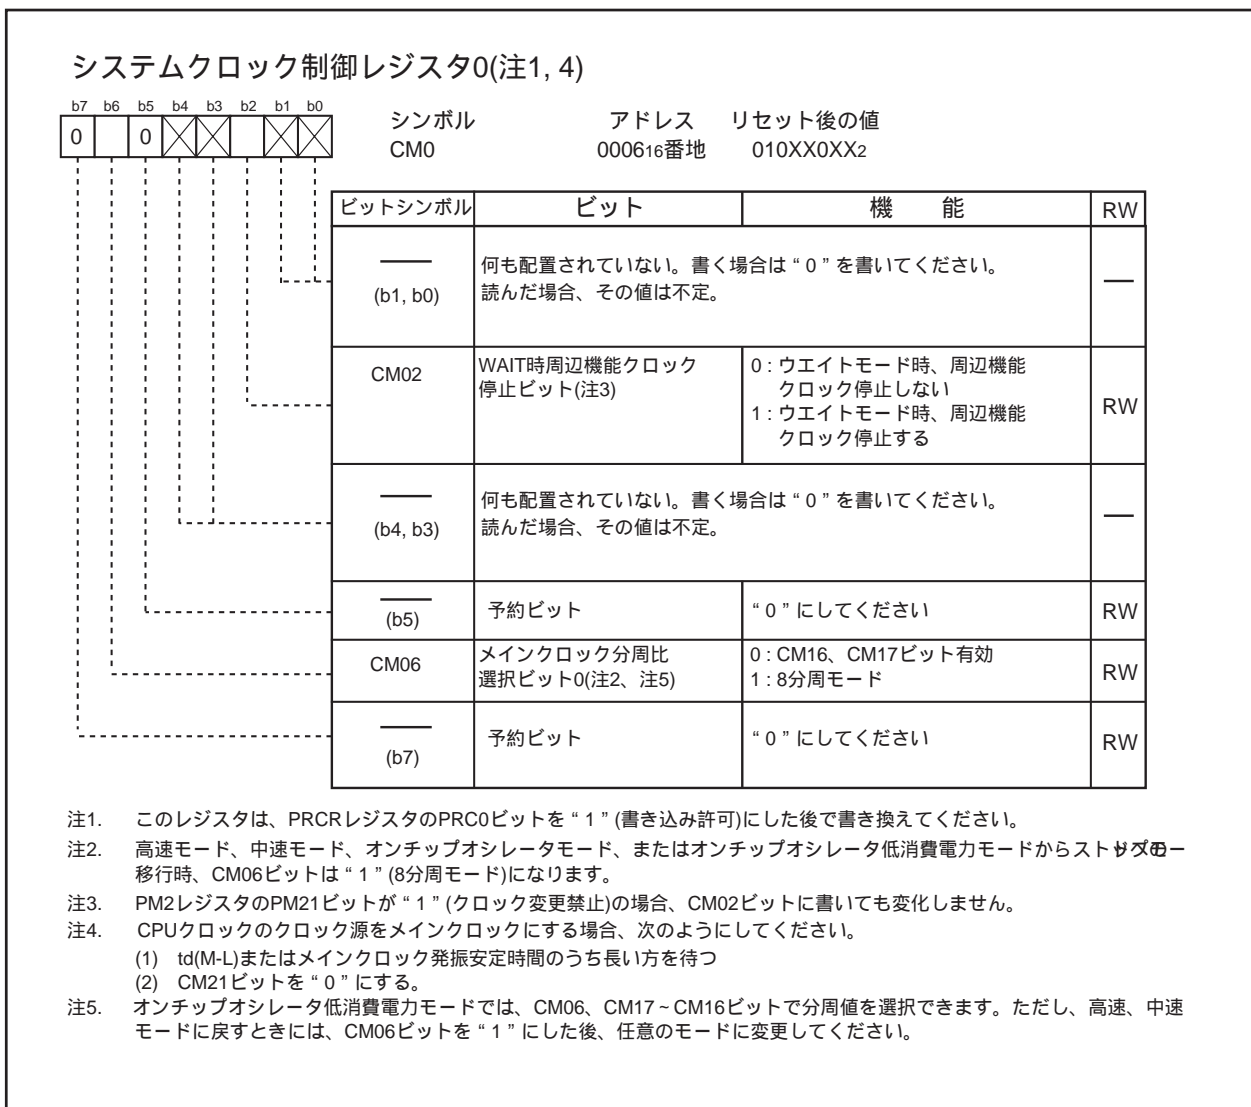 システムクロック制御レジスタ0(注1, 4)
b7 b6 b5 b4 b3 b2 b1 b0
0 0
シンボル アドレス リセット後の値
CM0 000616番地 010XX0XX2
ビットシンボル ビット 機 能 RW
(b1, b0)
何も配置されていない。書く場合は“0”を書いてください。
読んだ場合、その値は不定。
CM02
WAIT時周辺機能クロック
停止ビット(注3)
0 : ウエイトモード時、周辺機能
クロック停止しない
1 : ウエイトモード時、周辺機能
クロック停止する
RW
(b4, b3)
何も配置されていない。書く場合は“0”を書いてください。
読んだ場合、その値は不定。
(b5) 予約ビット “0”にしてください RW
CM06
メインクロック分周比
選択ビット0(注2、注5)
0 : CM16、CM17ビット有効
1 : 8分周モード
RW
(b7) 予約ビット “0”にしてください RW
注1. このレジスタは、PRCRレジスタのPRC0ビットを“1”(書き込み許可)にした後で書き換えてください。
注2. 高速モード、中速モード、オンチップオシレータモード、またはオンチップオシレータ低消費電力モードからスト
移行時、CM06ビットは“1”(8分周モード)になります。
注3. PM2レジスタのPM21ビットが“1”(クロック変更禁止)の場合、CM02ビットに書いても変化しません。
注4. CPUクロックのクロック源をメインクロックにする場合、次のようにしてください。
(1) td(M-L)またはメインクロック発振安定時間のうち長い方を待つ
(2) CM21ビットを“0”にする。
注5. オンチップオシレータ低消費電力モードでは、CM06、CM17~CM16ビットで分周値を選択できます。ただし、高速、中速
モードに戻すときには、CM06ビットを“1”にした後、任意のモードに変更してください。